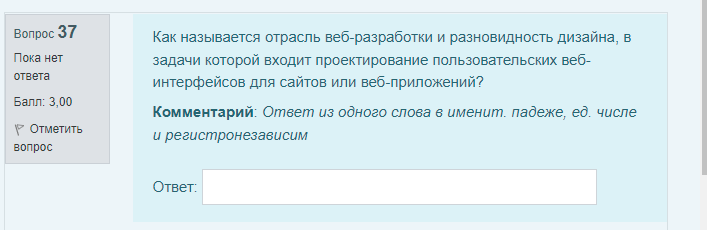 Вопрос 37
Пока нет
ответа
Балл: 3,00
Отметить
вопрос
Как называется отрасль веб-разработки и разновидность дизайна, в
задачи которой входит проектирование пользовательских веб-
интерфейсов для сайтов или веб-приложений?
Комментарий: Ответ из одного слова в именит. падеже, ед. числе
и регистронезависим
Ответ: